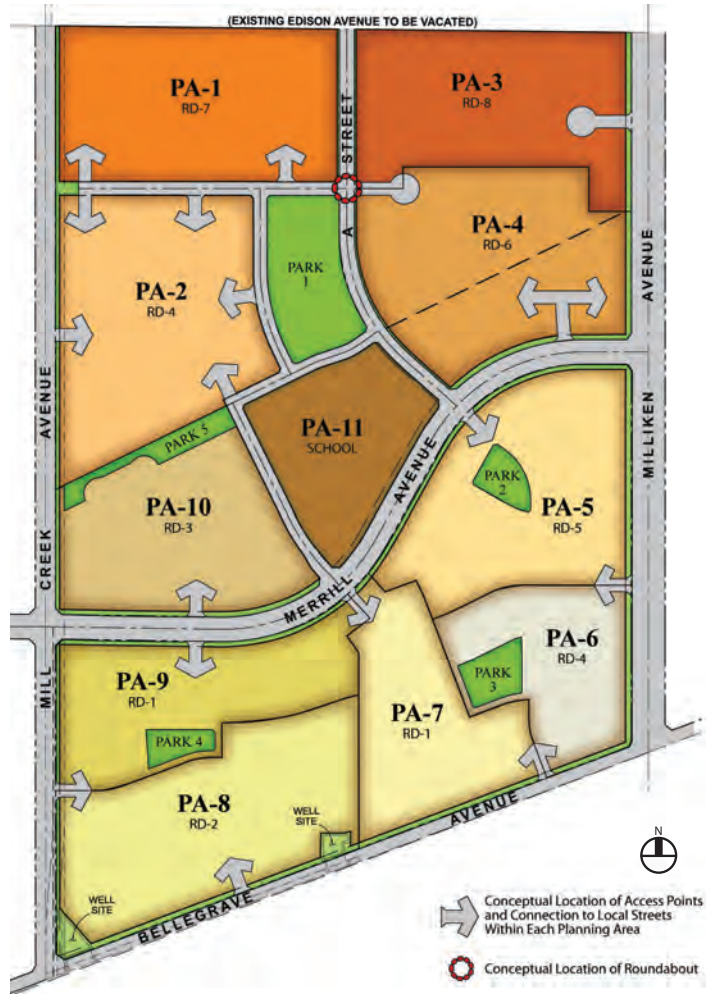 (EXISTING EDISON AVENUE TO BE VACATED)
PA-1
RD-7
A STREET
PA-3
RD-8
PA-2
RD-4
PARK
1
PA-4
RD-6
MILL CREEK AVENUE
MILLIKEN AVENUE
PA-11
SCHOOL
PARK 5
PA-10
RD-3
MERRILL AVENUE
PARK
2
PA-5
RD-5
PA-6
RD-4
PARK
3
PA-9
RD-1
PARK 4
PA-7
RD-1
PA-8
RD-2
WELL
SITE
WELL
SITE
BELLEGRAVE AVENUE
N
Conceptual Location of Access Points
and Connection to Local Streets
Within Each Planning Area
Conceptual Location of Roundabout